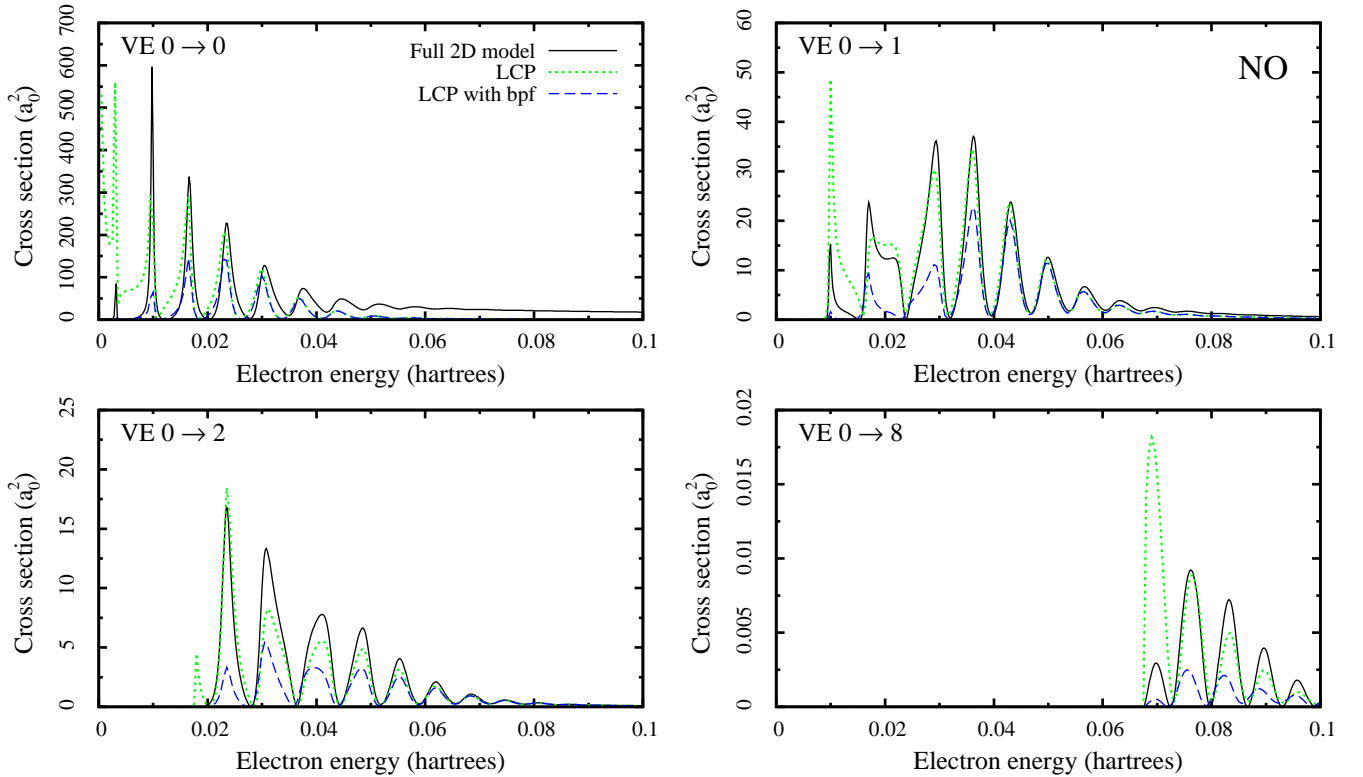 VE 0 → 0
Full 2D model
LCP
LCP with bpf
Cross section (a₀²)
0
100
200
300
400
500
600
700
0 0.02 0.04 0.06 0.08 0.1
Electron energy (hartrees)
VE 0 → 1
NO
Cross section (a₀²)
0
10
20
30
40
50
60
0 0.02 0.04 0.06 0.08 0.1
Electron energy (hartrees)
VE 0 → 2
Cross section (a₀²)
0
5
10
15
20
25
0 0.02 0.04 0.06 0.08 0.1
Electron energy (hartrees)
VE 0 → 8
Cross section (a₀²)
0
0.005
0.01
0.015
0.02
0 0.02 0.04 0.06 0.08 0.1
Electron energy (hartrees)